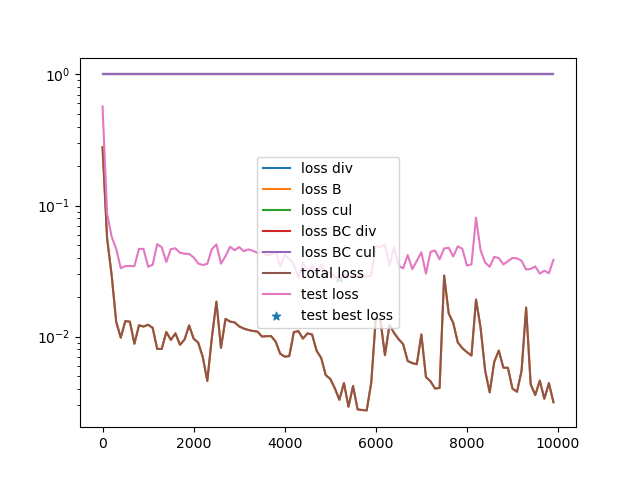 10⁰
10⁻¹
10⁻²
loss div
loss B
loss cul
loss BC div
loss BC cul
total loss
test loss
test best loss
0
2000
4000
6000
8000
10000